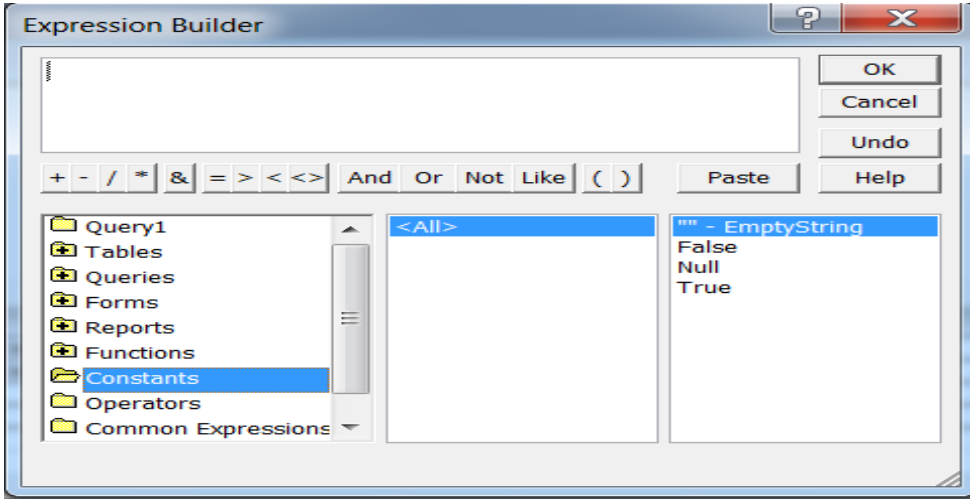 Expression Builder
OK
Cancel
Undo
+ - / * & = > < <> And Or Not Like ( ) Paste Help
Query1
Tables
Queries
Forms
Reports
Functions
Constants
Operators
Common Expressions
<All>
"" - EmptyString
False
Null
True